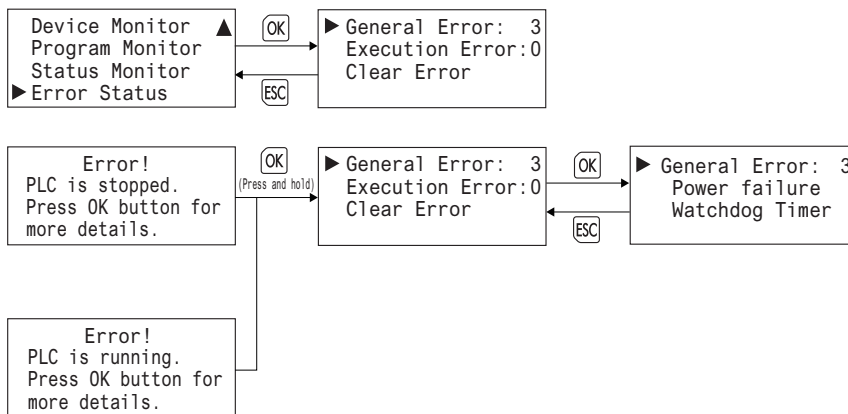 Device Monitor ▲
Program Monitor
Status Monitor
▶ Error Status
OK
ESC
▶ General Error: 3
Execution Error:0
Clear Error
Error!
PLC is stopped.
Press OK button for
more details.
OK
(Press and hold)
▶ General Error: 3
Execution Error:0
Clear Error
OK
ESC
▶ General Error: 3
Power failure
Watchdog Timer
Error!
PLC is running.
Press OK button for
more details.